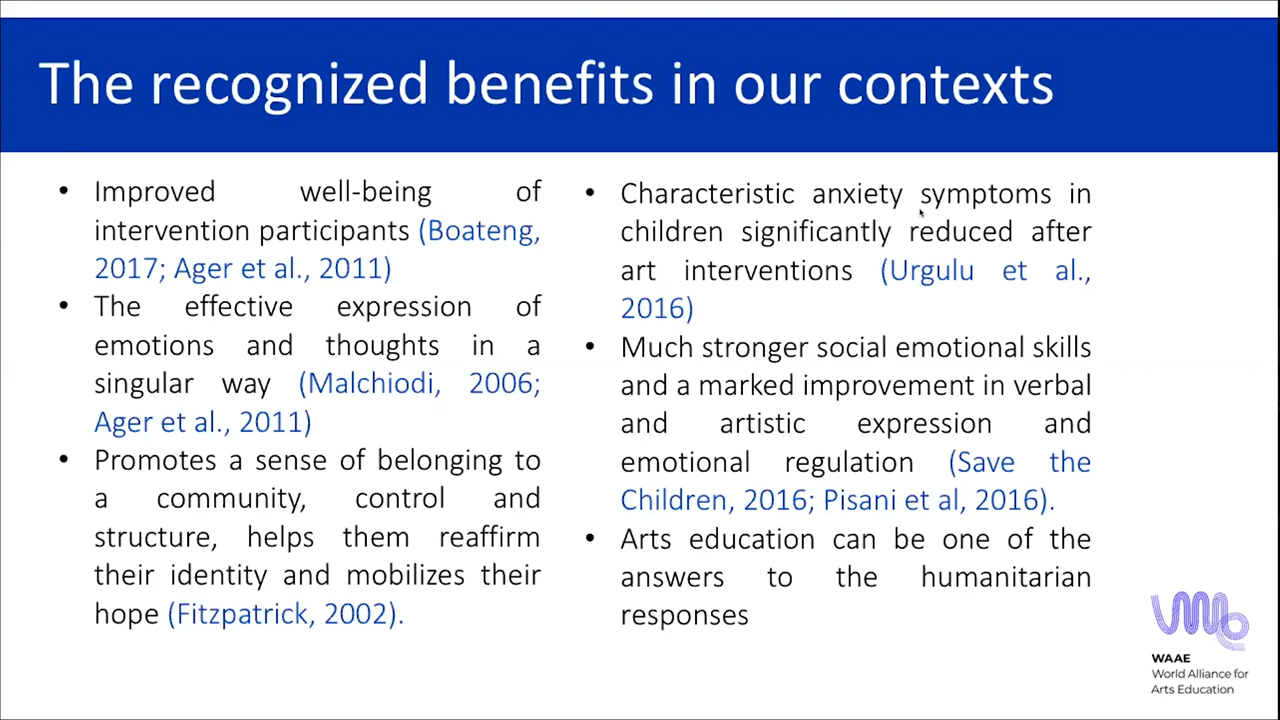 The recognized benefits in our contexts
• Improved well-being of
intervention participants (Boateng,
2017; Ager et al., 2011)
• The effective expression of
emotions and thoughts in a
singular way (Malchiodi, 2006;
Ager et al., 2011)
• Promotes a sense of belonging to
a community, control and
structure, helps them reaffirm
their identity and mobilizes their
hope (Fitzpatrick, 2002).
• Characteristic anxiety symptoms in
children significantly reduced after
art interventions (Urgulu et al.,
2016)
• Much stronger social emotional skills
and a marked improvement in verbal
and artistic expression and
emotional regulation (Save the
Children, 2016; Pisani et al, 2016).
• Arts education can be one of the
answers to the humanitarian
responses
WAAE
World Alliance for
Arts Education